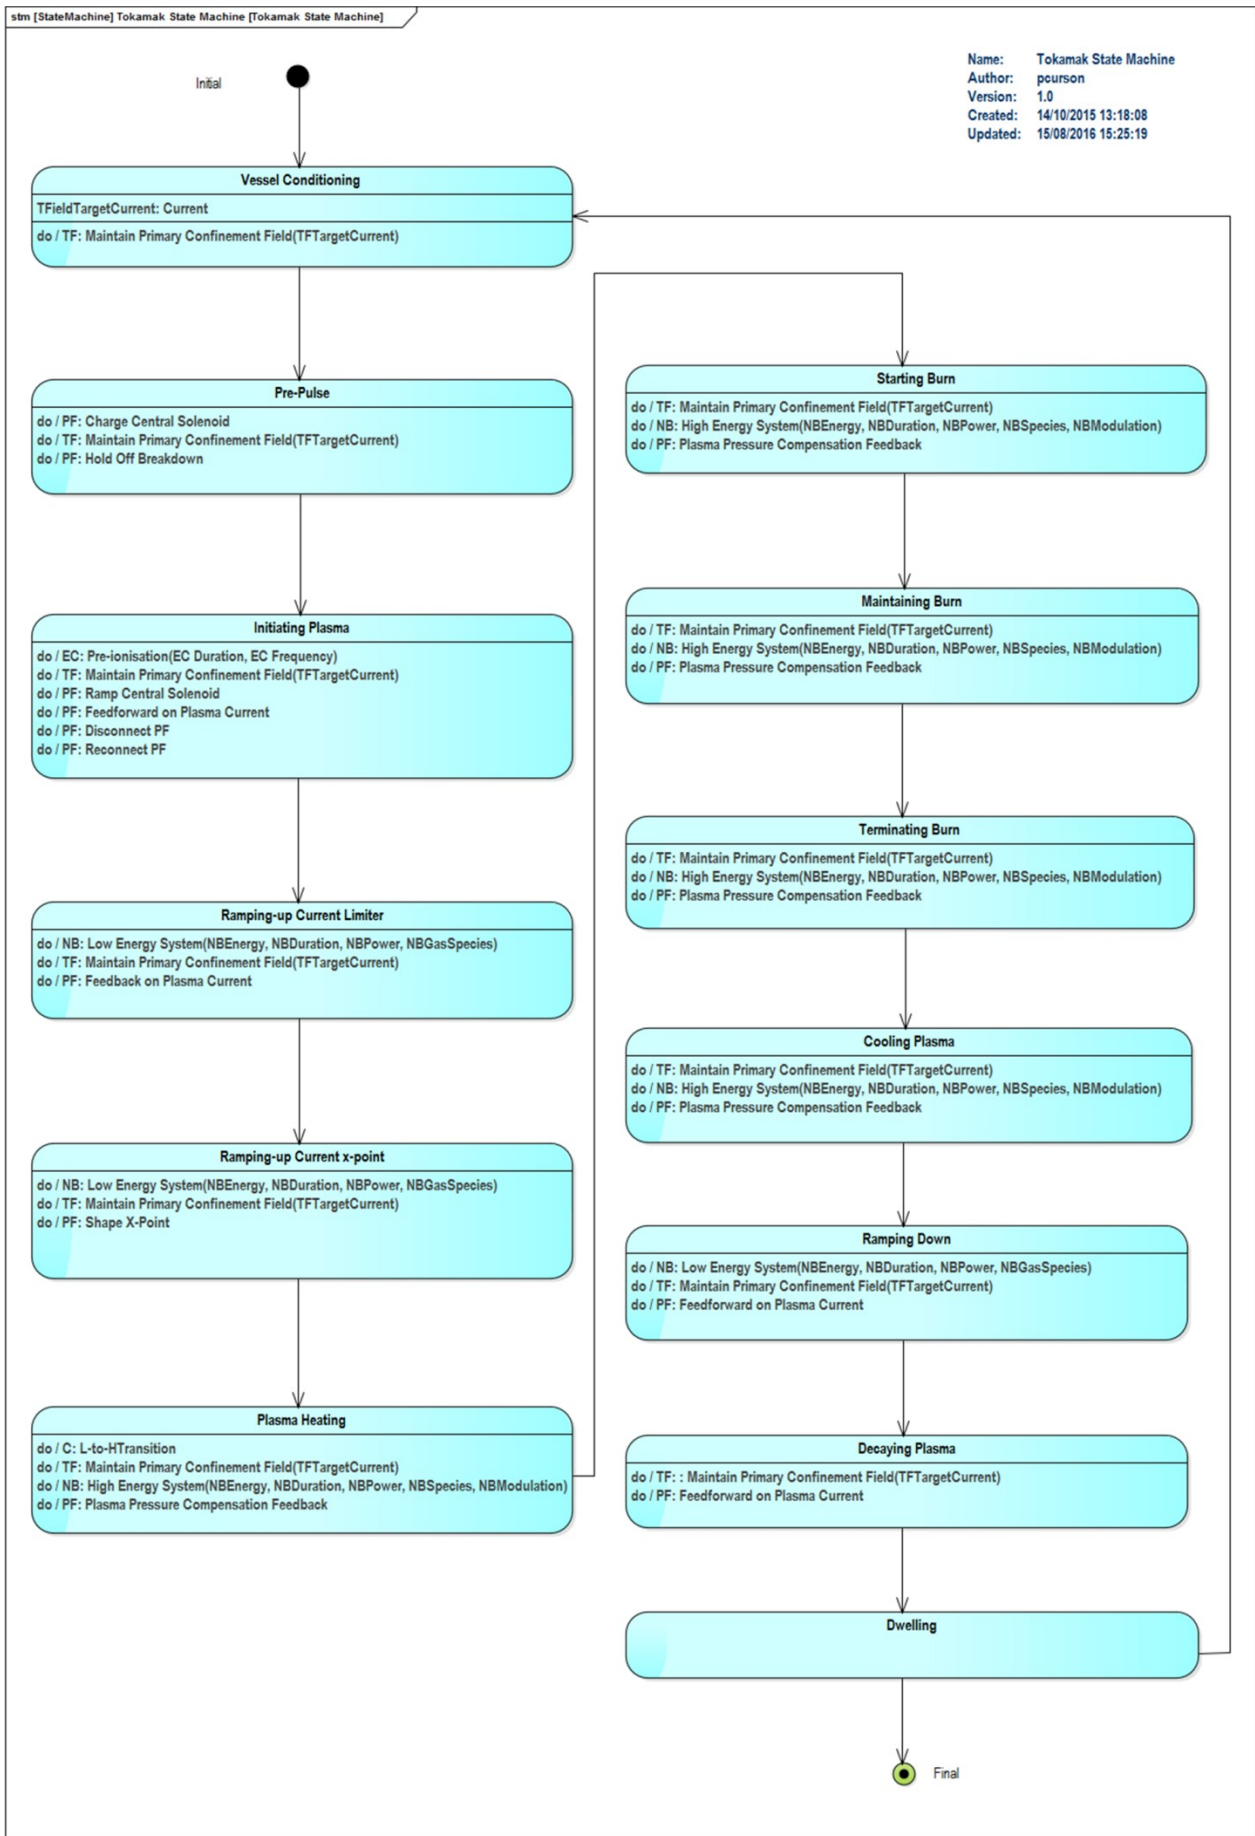 stm [StateMachine] Tokamak State Machine [Tokamak State Machine]
Initial
Name: Tokamak State Machine
Author: pcurson
Version: 1.0
Created: 14/10/2015 13:18:08
Updated: 15/08/2016 15:25:19
Vessel Conditioning
TFieldTargetCurrent: Current
do / TF: Maintain Primary Confinement Field(TFTargetCurrent)
Pre-Pulse
do / PF: Charge Central Solenoid
do / TF: Maintain Primary Confinement Field(TFTargetCurrent)
do / PF: Hold Off Breakdown
Initiating Plasma
do / EC: Pre-ionisation(EC Duration, EC Frequency)
do / TF: Maintain Primary Confinement Field(TFTargetCurrent)
do / PF: Ramp Central Solenoid
do / PF: Feedforward on Plasma Current
do / PF: Disconnect PF
do / PF: Reconnect PF
Ramping-up Current Limiter
do / NB: Low Energy System(NBEnergy, NBDuration, NBPower, NBGasSpecies)
do / TF: Maintain Primary Confinement Field(TFTargetCurrent)
do / PF: Feedback on Plasma Current
Ramping-up Current x-point
do / NB: Low Energy System(NBEnergy, NBDuration, NBPower, NBGasSpecies)
do / TF: Maintain Primary Confinement Field(TFTargetCurrent)
do / PF: Shape X-Point
Plasma Heating
do / C: L-to-HTransition
do / TF: Maintain Primary Confinement Field(TFTargetCurrent)
do / NB: High Energy System(NBEnergy, NBDuration, NBPower, NBSpecies, NBModulation)
do / PF: Plasma Pressure Compensation Feedback
Starting Burn
do / TF: Maintain Primary Confinement Field(TFTargetCurrent)
do / NB: High Energy System(NBEnergy, NBDuration, NBPower, NBSpecies, NBModulation)
do / PF: Plasma Pressure Compensation Feedback
Maintaining Burn
do / TF: Maintain Primary Confinement Field(TFTargetCurrent)
do / NB: High Energy System(NBEnergy, NBDuration, NBPower, NBSpecies, NBModulation)
do / PF: Plasma Pressure Compensation Feedback
Terminating Burn
do / TF: Maintain Primary Confinement Field(TFTargetCurrent)
do / NB: High Energy System(NBEnergy, NBDuration, NBPower, NBSpecies, NBModulation)
do / PF: Plasma Pressure Compensation Feedback
Cooling Plasma
do / TF: Maintain Primary Confinement Field(TFTargetCurrent)
do / NB: High Energy System(NBEnergy, NBDuration, NBPower, NBSpecies, NBModulation)
do / PF: Plasma Pressure Compensation Feedback
Ramping Down
do / NB: Low Energy System(NBEnergy, NBDuration, NBPower, NBGasSpecies)
do / TF: Maintain Primary Confinement Field(TFTargetCurrent)
do / PF: Feedforward on Plasma Current
Decaying Plasma
do / TF: : Maintain Primary Confinement Field(TFTargetCurrent)
do / PF: Feedforward on Plasma Current
Dwelling
Final